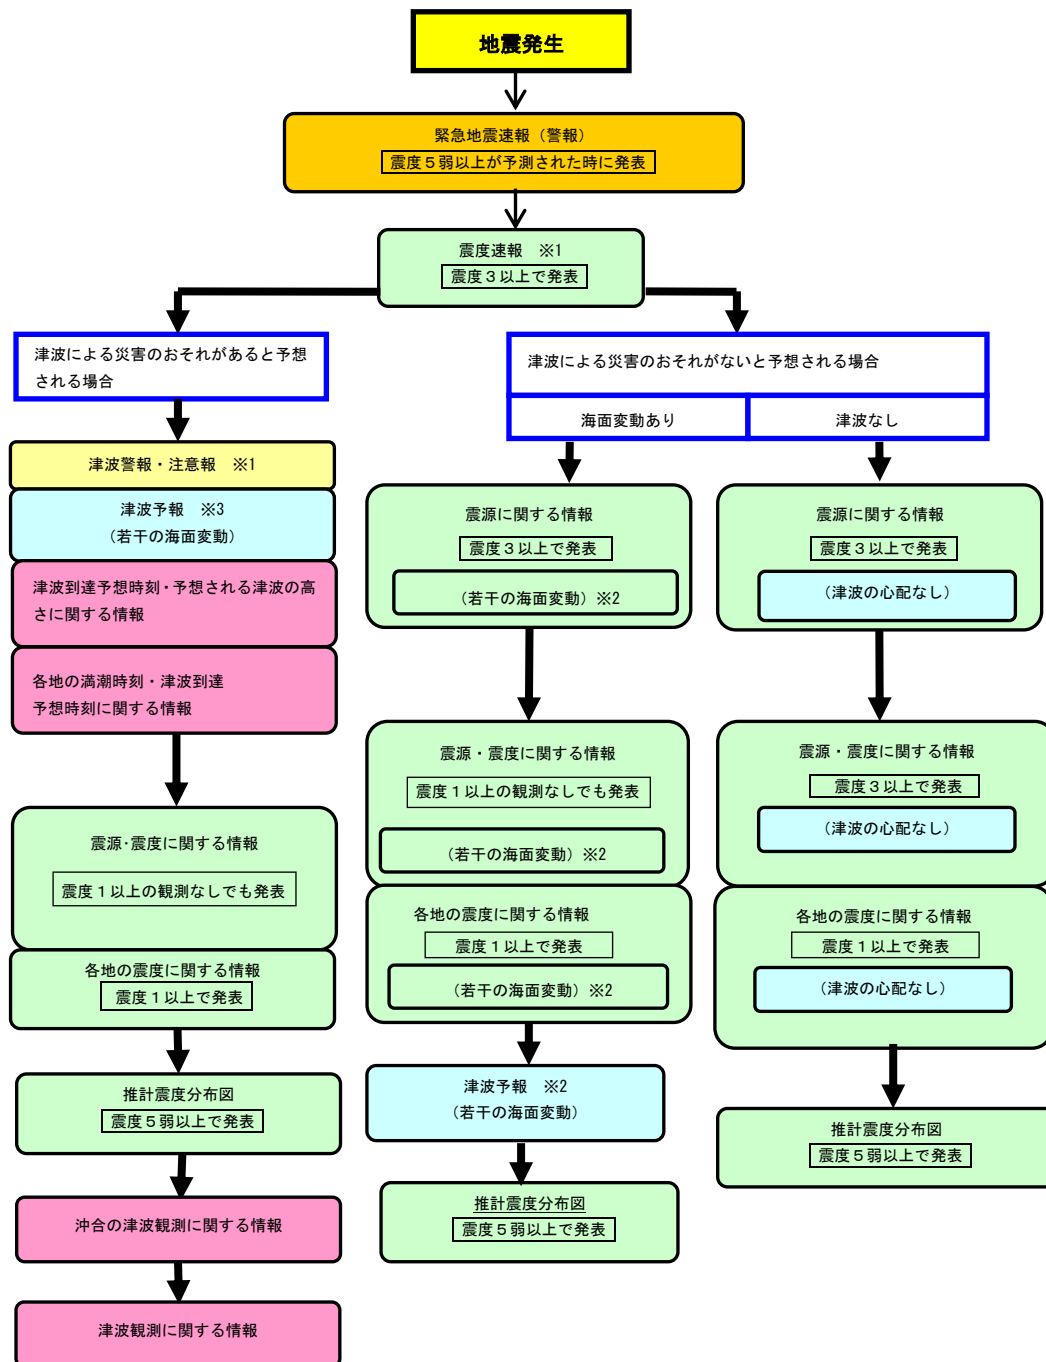 地震発生
緊急地震速報（警報）
震度５弱以上が予測された時に発表
震度速報　※1
震度３以上で発表
津波による災害のおそれがあると予想
される場合
津波警報・注意報　※1
津波予報　※3
（若干の海面変動）
津波到達予想時刻・予想される津波の高
さに関する情報
各地の満潮時刻・津波到達
予想時刻に関する情報
震源・震度に関する情報
震度１以上の観測なしでも発表
各地の震度に関する情報
震度１以上で発表
推計震度分布図
震度５弱以上で発表
沖合の津波観測に関する情報
津波観測に関する情報
津波による災害のおそれがないと予想される場合
海面変動あり
震源に関する情報
震度３以上で発表
（若干の海面変動）※2
震源・震度に関する情報
震度１以上の観測なしでも発表
（若干の海面変動）※2
各地の震度に関する情報
震度１以上で発表
（若干の海面変動）※2
津波予報　※2
（若干の海面変動）
推計震度分布図
震度５弱以上で発表
津波なし
震源に関する情報
震度３以上で発表
（津波の心配なし）
震源・震度に関する情報
震度３以上で発表
（津波の心配なし）
各地の震度に関する情報
震度１以上で発表
（津波の心配なし）
推計震度分布図
震度５弱以上で発表